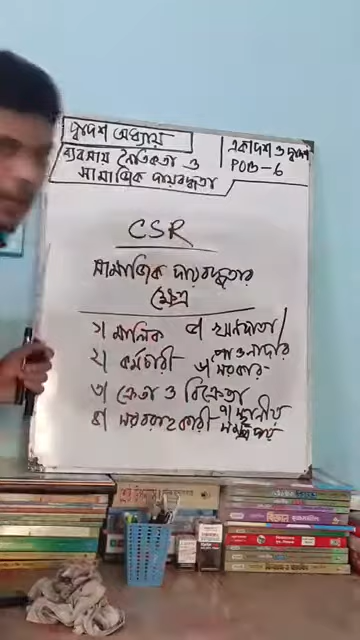 দ্বাদশ অধ্যায়
ব্যবসায় নৈতিকতা ও
সামাজিক দায়বদ্ধতা
একাদশ ও দ্বাদশ
POB-6
CSR
সামাজিক দায়বদ্ধতার
ক্ষেত্র
১) মালিক
২) কর্মচারী
৩) ক্রেতা ও বিক্রেতা
৪) সরবরাহকারী
৫) ঋণদাতা/
পাওনাদার
৬) সরকার
৭) স্থানীয়
সম্প্রদায়
বিজ্ঞান